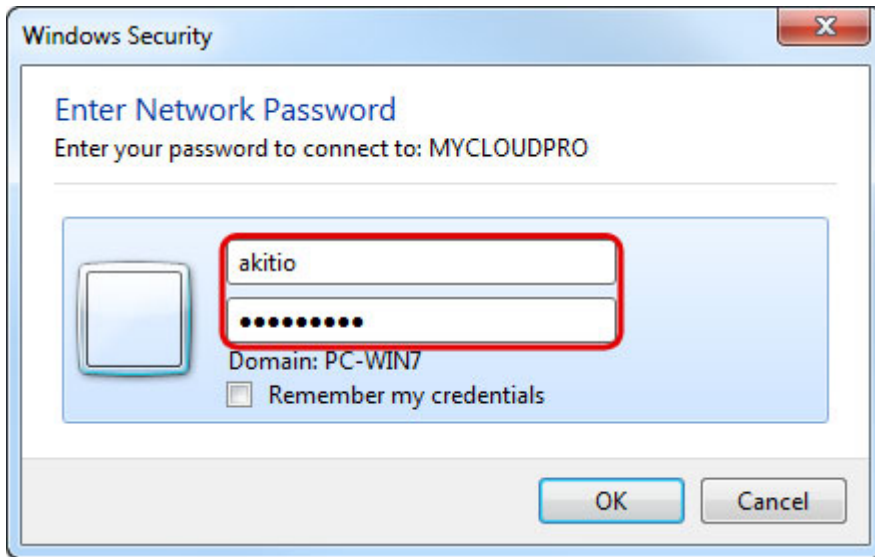 Windows Security
Enter Network Password
Enter your password to connect to: MYCLOUDPRO
akitio
●●●●●●●●●
Domain: PC-WIN7
Remember my credentials
OK
Cancel